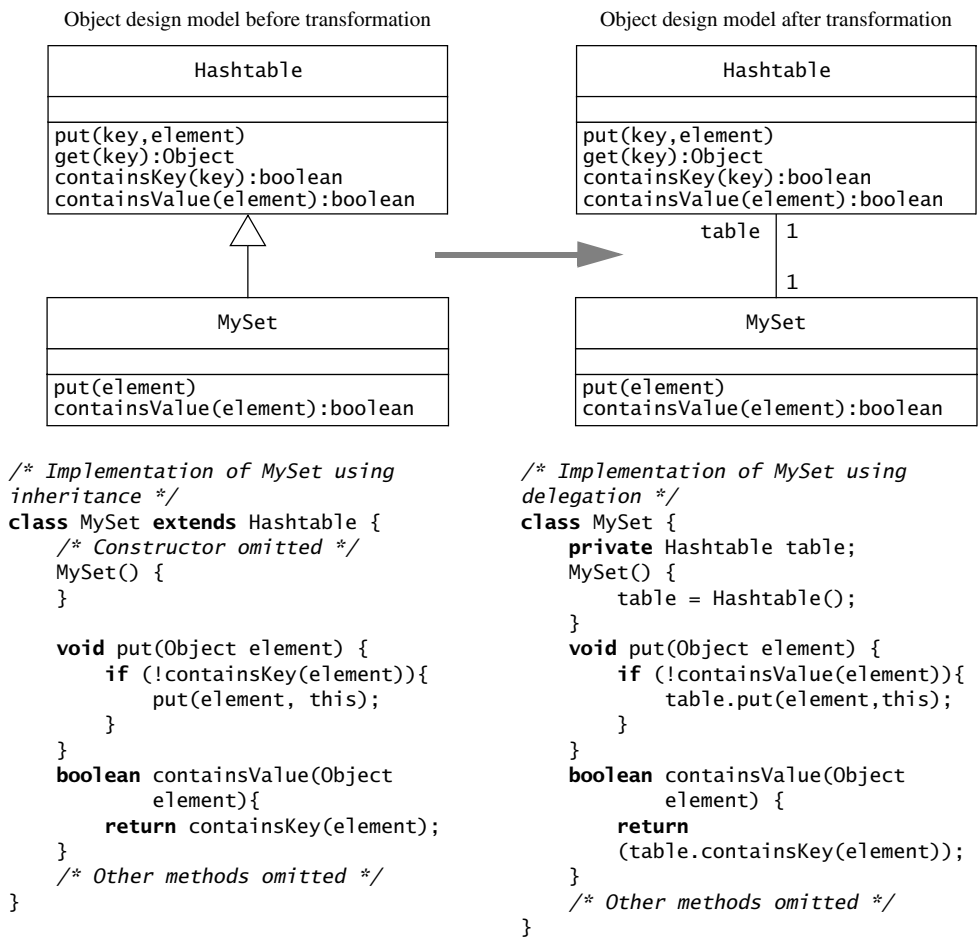 Object design model before transformation
Hashtable
put(key,element)
get(key):Object
containsKey(key):boolean
containsValue(element):boolean
MySet
put(element)
containsValue(element):boolean
/* Implementation of MySet using
inheritance */
class MySet extends Hashtable {
/* Constructor omitted */
MySet() {
}
void put(Object element) {
if (!containsKey(element)){
put(element, this);
}
}
boolean containsValue(Object
element){
return containsKey(element);
}
/* Other methods omitted */
}
Object design model after transformation
Hashtable
put(key,element)
get(key):Object
containsKey(key):boolean
containsValue(element):boolean
table 1
1
MySet
put(element)
containsValue(element):boolean
/* Implementation of MySet using
delegation */
class MySet {
private Hashtable table;
MySet() {
table = Hashtable();
}
void put(Object element) {
if (!containsValue(element)){
table.put(element,this);
}
}
boolean containsValue(Object
element) {
return
(table.containsKey(element));
}
/* Other methods omitted */
}